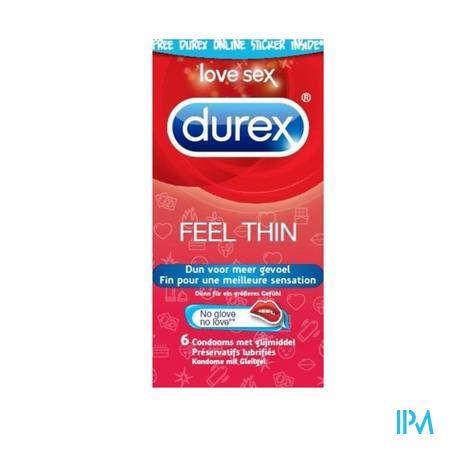 FREE DUREX ONLINE STICKER INSIDE*
love sex
durex®
FEEL THIN
Dun voor meer gevoel
Fin pour une meilleure sensation
Dünn für ein größeres Gefühl
No glove
no love**
6 Condooms met glijmiddel
Préservatifs lubrifiés
Kondome mit Gleitgel
IPM